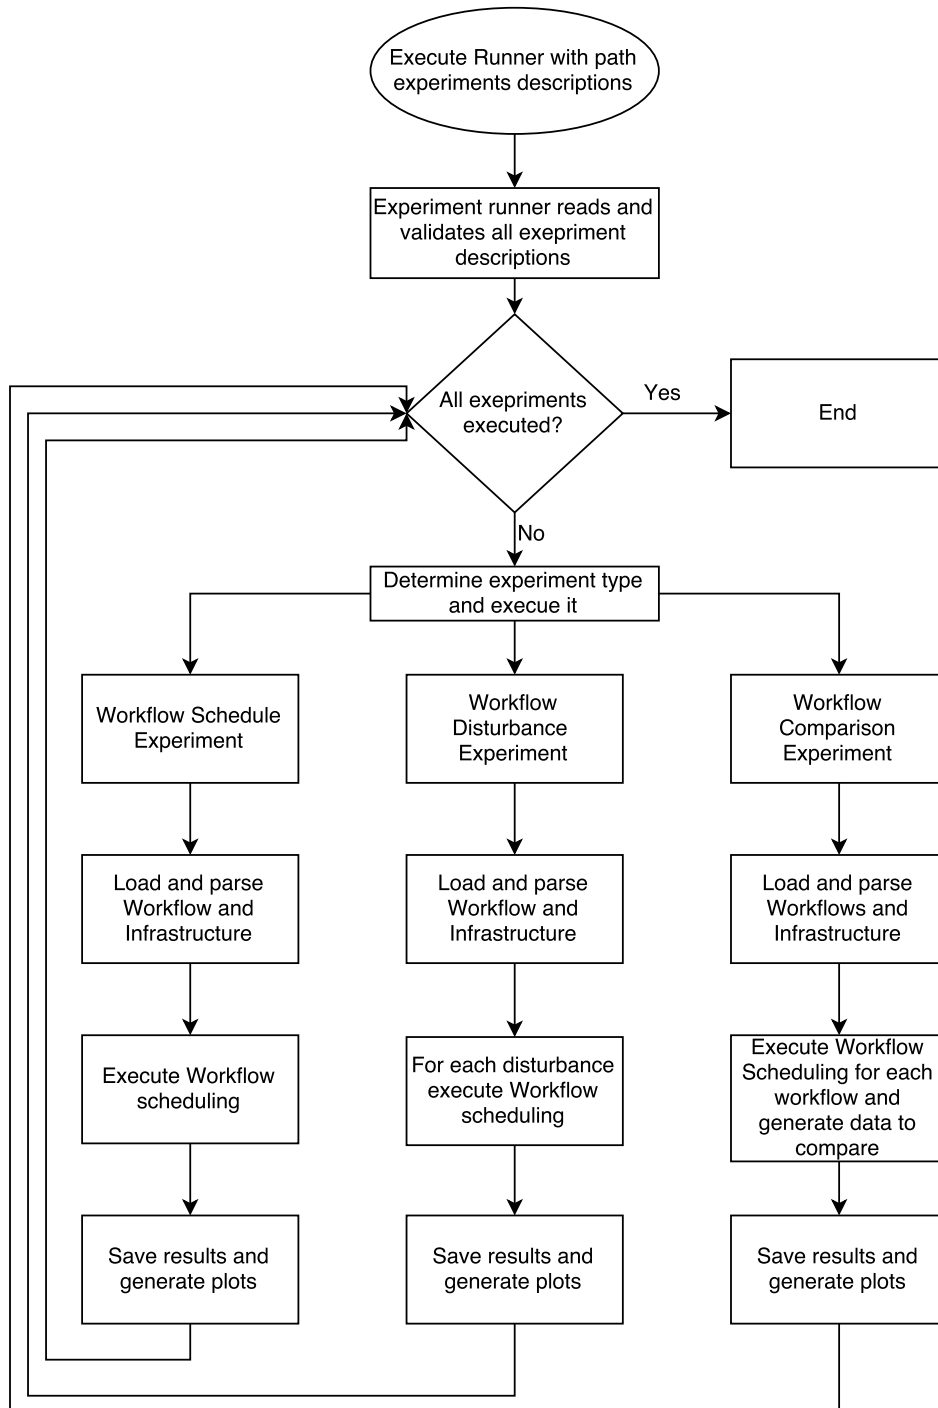 Execute Runner with path
experiments descriptions
Experiment runner reads and
validates all exepriment
descriptions
All exepriments
executed?
Yes
End
No
Determine experiment type
and execue it
Workflow Schedule
Experiment
Workflow
Disturbance
Experiment
Workflow
Comparison
Experiment
Load and parse
Workflow and
Infrastructure
Load and parse
Workflow and
Infrastructure
Load and parse
Workflows and
Infrastructure
Execute Workflow
scheduling
For each disturbance
execute Workflow
scheduling
Execute Workflow
Scheduling for each
workflow and
generate data to
compare
Save results and
generate plots
Save results and
generate plots
Save results and
generate plots